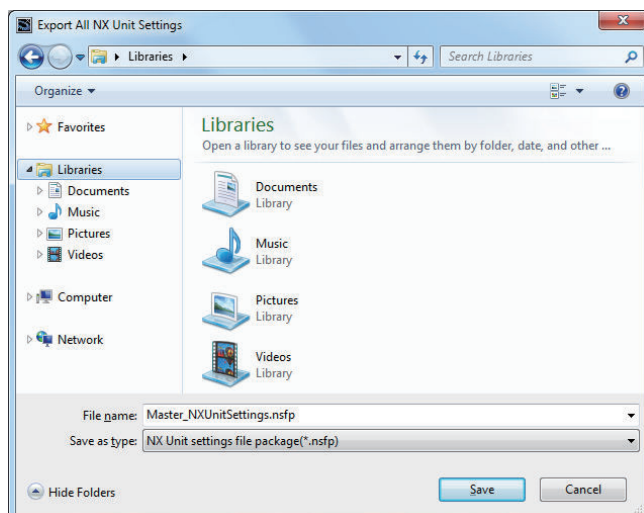 Export All NX Unit Settings
Libraries
Search Libraries
Organize
Favorites
Libraries
Documents
Music
Pictures
Videos
Computer
Network
Libraries
Open a library to see your files and arrange them by folder, date, and other ...
Documents
Library
Music
Library
Pictures
Library
Videos
Library
File name: Master_NXUnitSettings.nsfp
Save as type: NX Unit settings file package(*.nsfp)
Hide Folders
Save
Cancel